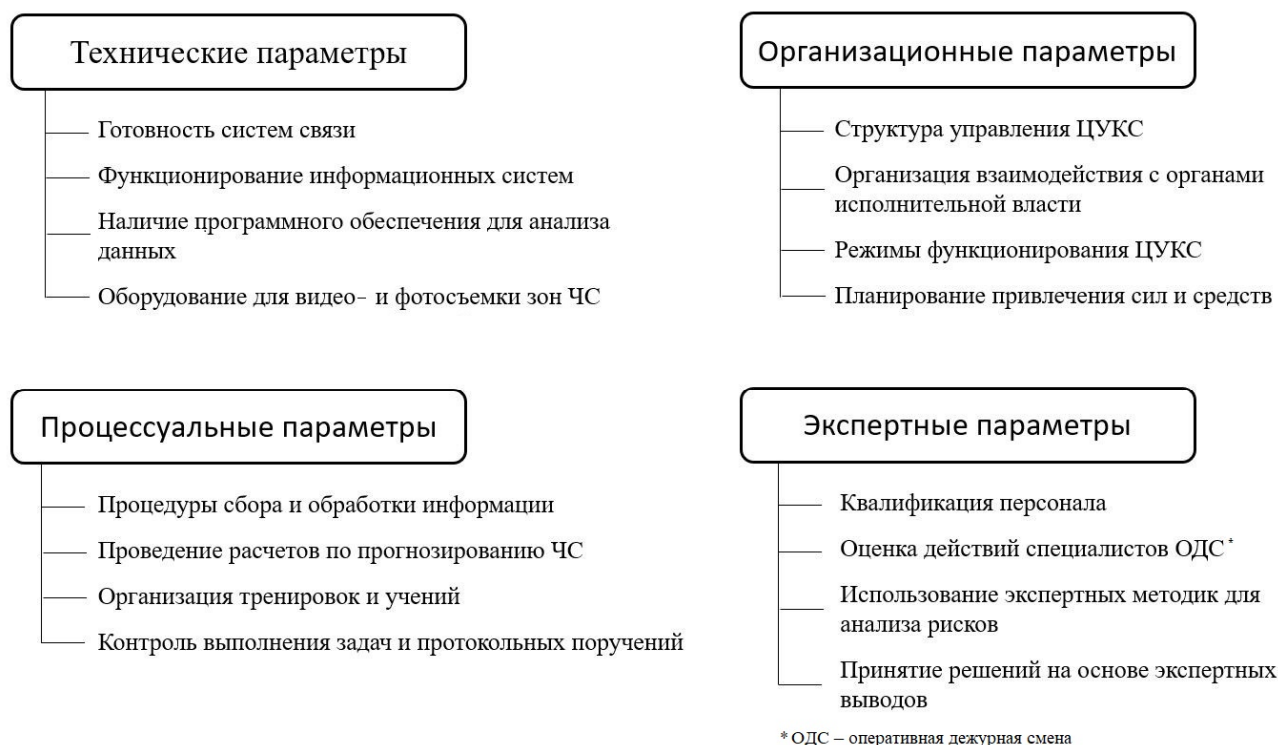 Технические параметры
Готовность систем связи
Функционирование информационных систем
Наличие программного обеспечения для анализа
данных
Оборудование для видео- и фотосъемки зон ЧС
Организационные параметры
Структура управления ЦУКС
Организация взаимодействия с органами
исполнительной власти
Режимы функционирования ЦУКС
Планирование привлечения сил и средств
Процессуальные параметры
Процедуры сбора и обработки информации
Проведение расчетов по прогнозированию ЧС
Организация тренировок и учений
Контроль выполнения задач и протокольных поручений
Экспертные параметры
Квалификация персонала
Оценка действий специалистов ОДС*
Использование экспертных методик для
анализа рисков
Принятие решений на основе экспертных
выводов
* ОДС – оперативная дежурная смена